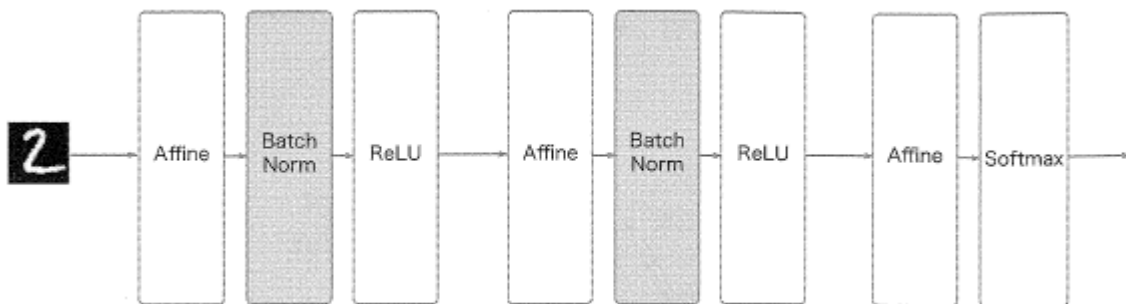 2
Affine
Batch
Norm
ReLU
Affine
Batch
Norm
ReLU
Affine
Softmax